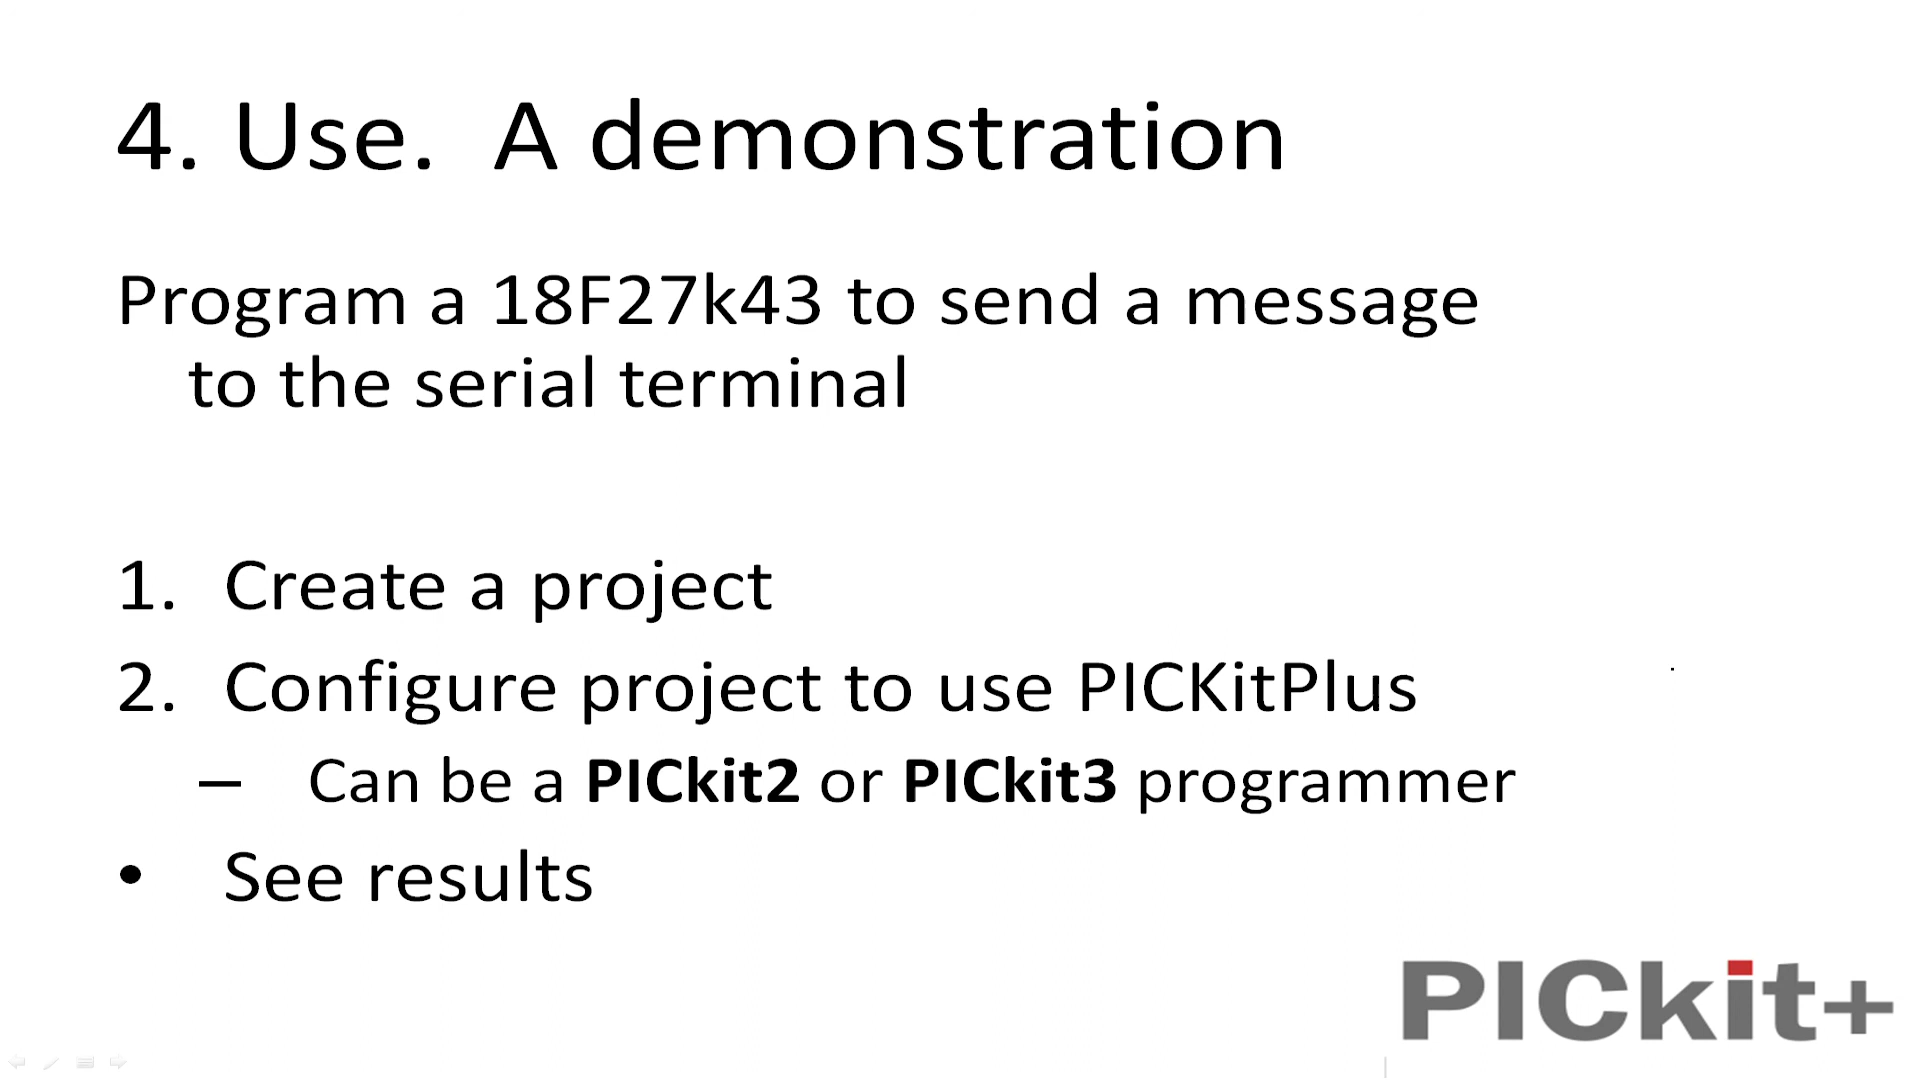 4. Use.  A demonstration
Program a 18F27k43 to send a message
to the serial terminal
1. Create a project
2. Configure project to use PICKitPlus
– Can be a PICkit2 or PICkit3 programmer
• See results
PICkit+